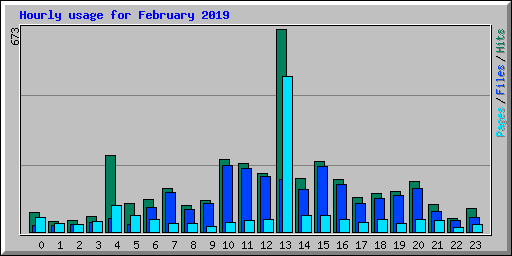 Hourly usage for February 2019
673
Pages / Files / Hits
0 1 2 3 4 5 6 7 8 9 10 11 12 13 14 15 16 17 18 19 20 21 22 23